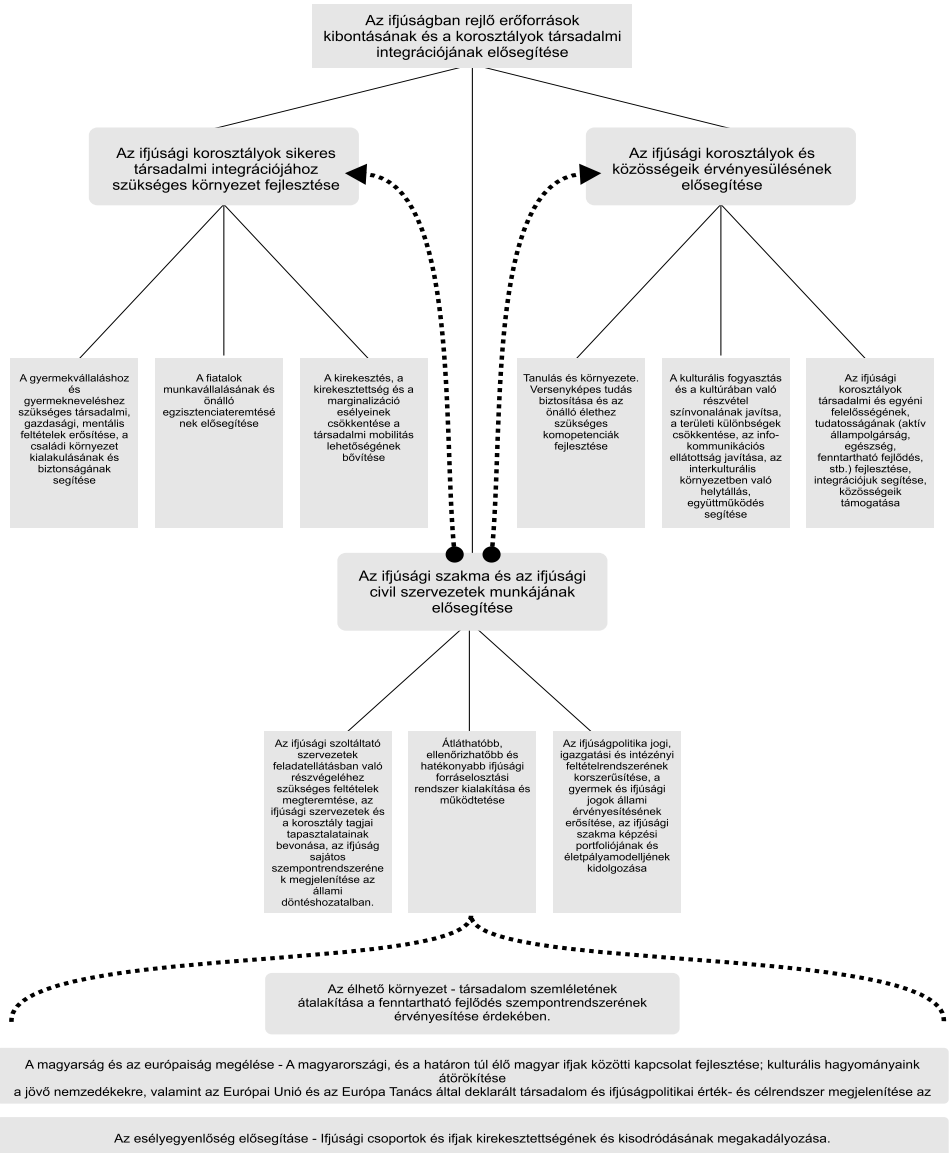 Az ifjúságban rejlő erőforrások
kibontásának és a korosztályok társadalmi
integrációjának elősegítése
Az ifjúsági korosztályok sikeres
társadalmi integrációjához
szükséges környezet fejlesztése
Az ifjúsági korosztályok és
közösségeik érvényesülésének
elősegítése
A gyermekvállaláshoz
és
gyermekneveléshez
szükséges társadalmi,
gazdasági, mentális
feltételek erősítése, a
családi környezet
kialakulásának és
biztonságának
segítése
A fiatalok
munkavállalásának és
önálló
egzisztenciateremtésé
nek elősegítése
A kirekesztés, a
kirekesztettség és a
marginalizáció
esélyeinek
csökkentése a
társadalmi mobilitás
lehetőségének
bővítése
Tanulás és környezete.
Versenyképes tudás
biztosítása és az
önálló élethez
szükséges
komopetenciák
fejlesztése
A kulturális fogyasztás
és a kultúrában való
részvétel
színvonalának javítsa,
a területi különbségek
csökkentése, az info-
kommunikációs
ellátottság javítása, az
interkulturális
környezetben való
helytállás,
együttműködés
segítése
Az ifjúsági
korosztályok
társadalmi és egyéni
felelősségének,
tudatosságának (aktív
állampolgárság,
egészség,
fenntartható fejlődés,
stb.) fejlesztése,
integrációjuk segítése,
közösségeik
támogatása
Az ifjúsági szakma és az ifjúsági
civil szervezetek munkájának
elősegítése
Az ifjúsági szoltáltató
szervezetek
feladatellátásban való
részvégeléhez
szükséges feltételek
megteremtése, az
ifjúsági szervezetek és
a korosztály tagjai
tapasztalatainak
bevonása, az ifjúság
sajátos
szempontrendszeréne
k megjelenítése az
állami
döntéshozatalban.
Átláthatóbb,
ellenőrizhatőbb és
hatékonyabb ifjúsági
forráselosztási
rendszer kialakítása és
működtetése
Az ifjúságpolitika jogi,
igazgatási és intézényi
feltételrendszerének
korszerűsítése, a
gyermek és ifjúsági
jogok állami
érvényesítésének
erősítése, az ifjúsági
szakma képzési
portfoliójának és
életpályamodelljének
kidolgozása
Az élhető környezet - társadalom szemléletének
átalakítása a fenntartható fejlődés szempontrendszerének
érvényesítése érdekében.
A magyarság és az európaiság megélése - A magyarországi, és a határon túl élő magyar ifjak közötti kapcsolat fejlesztése; kulturális hagyományaink
átörökítése
a jövő nemzedékekre, valamint az Európai Unió és az Európa Tanács által deklarált társadalom és ifjúságpolitikai érték- és célrendszer megjelenítése az
Az esélyegyenlőség elősegításe - Ifjúsági csoportok és ifjak kirekesztettségének és kisodródásának megakadályozása.